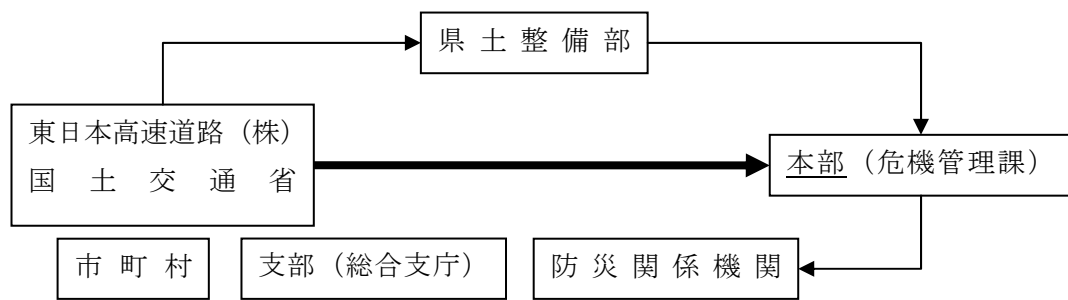 県土整備部
東日本高速道路（株）
国土交通省
本部（危機管理課）
市町村
支部（総合支庁）
防災関係機関